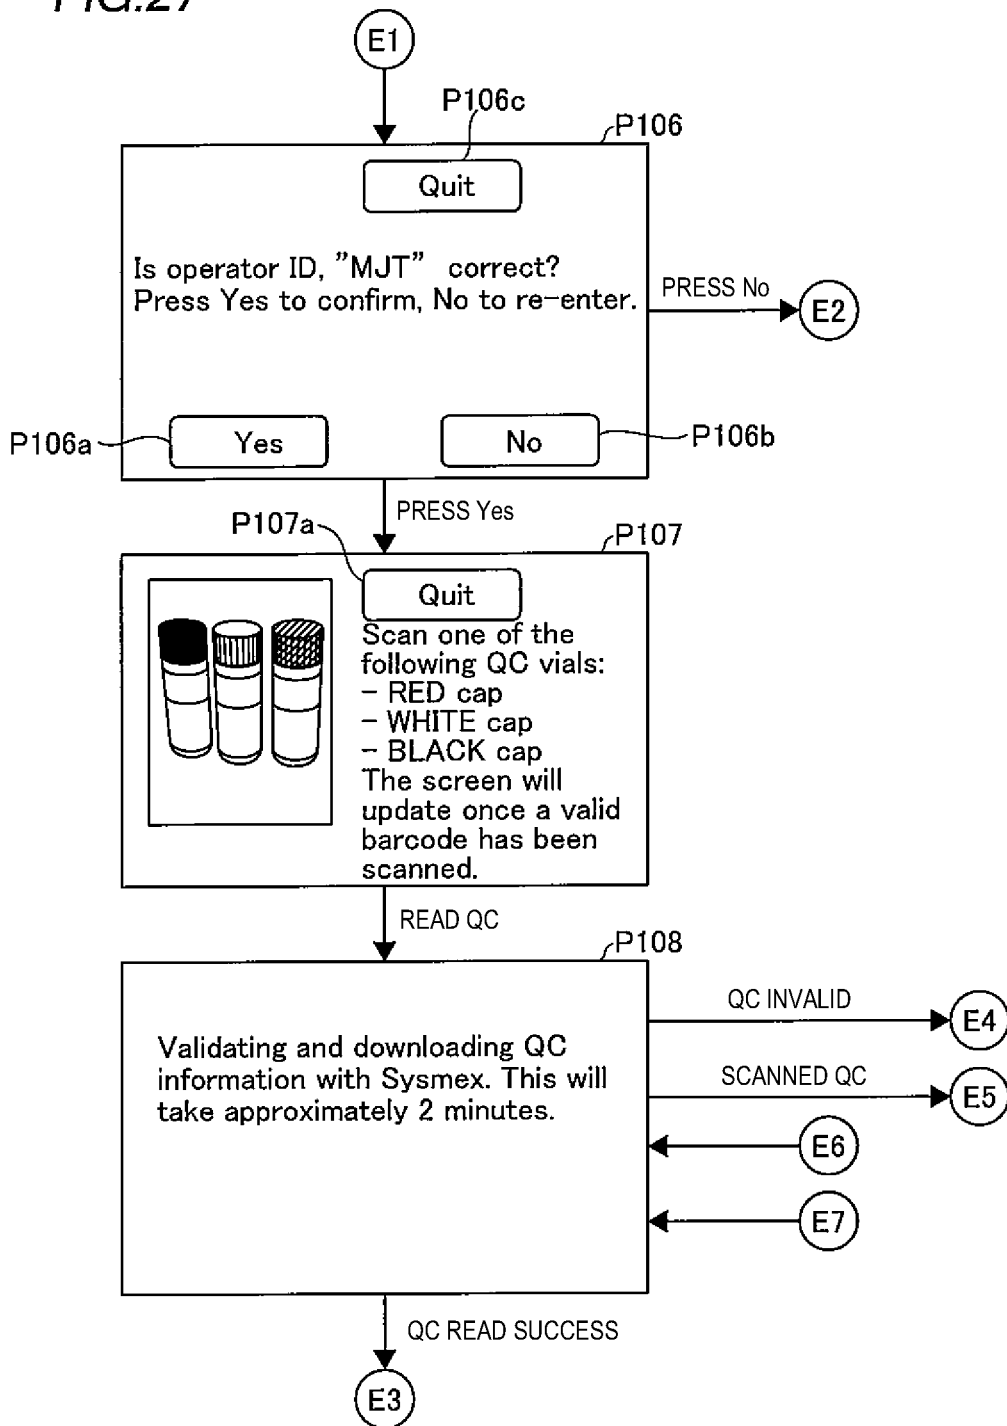 FIG.27
E1
P106c
P106
Quit
Is operator ID, "MJT" correct?
Press Yes to confirm, No to re-enter.
PRESS No
E2
P106a
Yes
No
P106b
PRESS Yes
P107a
P107
Quit
Scan one of the
following QC vials:
- RED cap
- WHITE cap
- BLACK cap
The screen will
update once a valid
barcode has been
scanned.
READ QC
P108
QC INVALID
E4
Validating and downloading QC
information with Sysmex. This will
take approximately 2 minutes.
SCANNED QC
E5
E6
E7
QC READ SUCCESS
E3